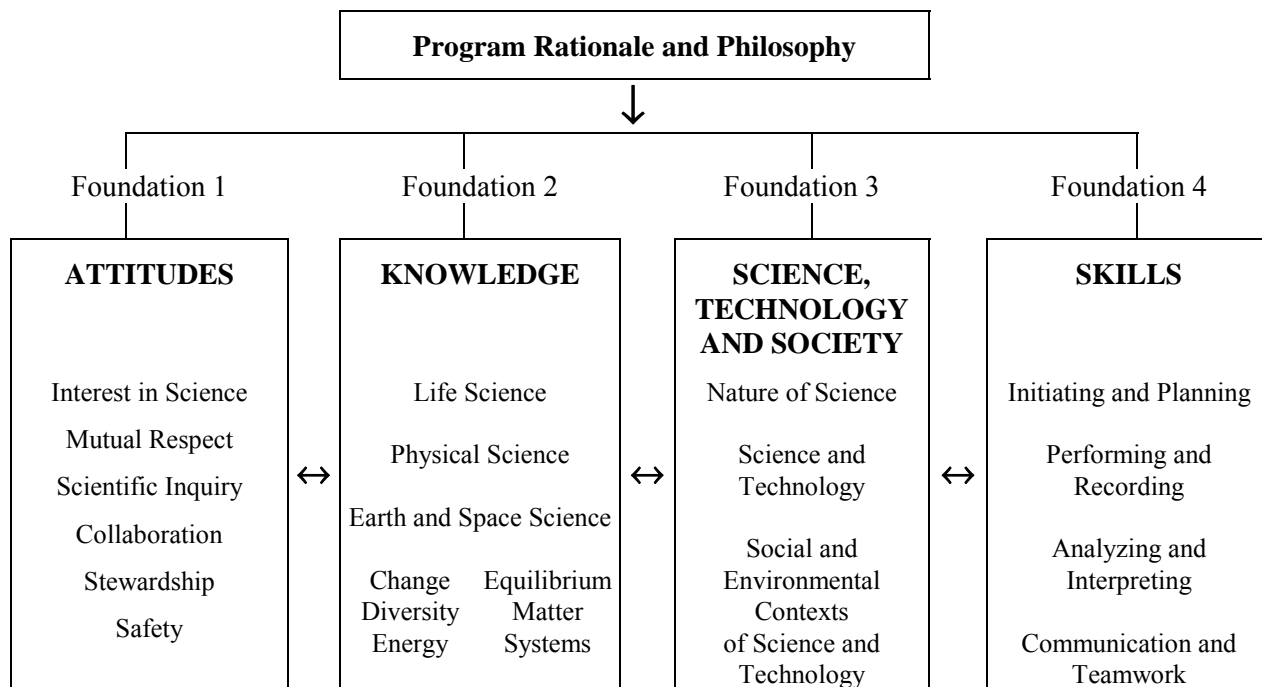 Program Rationale and Philosophy
↓
Foundation 1
Foundation 2
Foundation 3
Foundation 4
ATTITUDES
Interest in Science
Mutual Respect
Scientific Inquiry
Collaboration
Stewardship
Safety
↔
KNOWLEDGE
Life Science
Physical Science
Earth and Space Science
Change Equilibrium
Diversity Matter
Energy Systems
↔
SCIENCE,
TECHNOLOGY
AND SOCIETY
Nature of Science
Science and
Technology
Social and
Environmental
Contexts
of Science and
Technology
↔
SKILLS
Initiating and Planning
Performing and
Recording
Analyzing and
Interpreting
Communication and
Teamwork